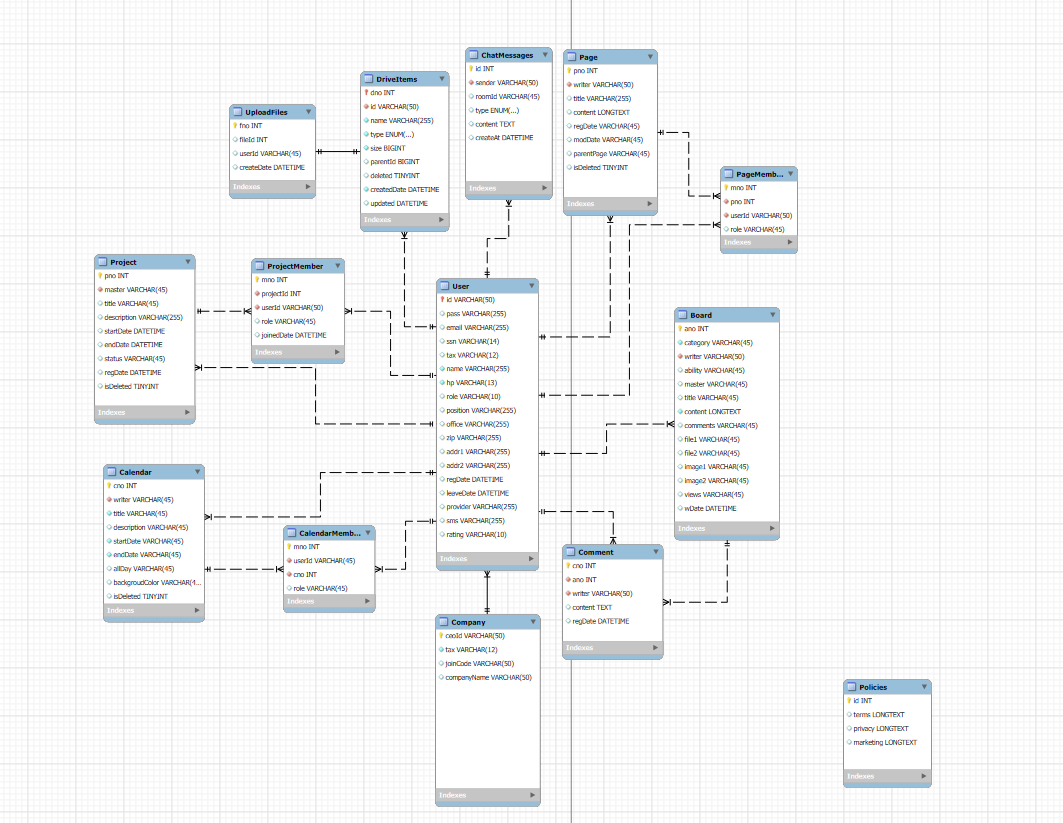 ChatMessages
id INT
sender VARCHAR(50)
roomId VARCHAR(45)
type ENUM(...)
content TEXT
createAt DATETIME
Indexes
Page
pno INT
writer VARCHAR(50)
title VARCHAR(255)
content LONGTEXT
regDate VARCHAR(45)
modDate VARCHAR(45)
parentPage VARCHAR(45)
isDeleted TINYINT
Indexes
DriveItems
dno INT
id VARCHAR(50)
name VARCHAR(255)
type ENUM(...)
size BIGINT
parentId BIGINT
deleted TINYINT
createdDate DATETIME
updated DATETIME
Indexes
UploadFiles
fno INT
fileId INT
userId VARCHAR(45)
createDate DATETIME
Indexes
PageMemb...
mno INT
pno INT
userId VARCHAR(50)
role VARCHAR(45)
Indexes
Project
pno INT
master VARCHAR(45)
title VARCHAR(45)
description VARCHAR(255)
startDate DATETIME
endDate DATETIME
status VARCHAR(45)
regDate DATETIME
isDeleted TINYINT
Indexes
ProjectMember
mno INT
projectId INT
userId VARCHAR(50)
role VARCHAR(45)
joinedDate DATETIME
Indexes
User
id VARCHAR(50)
pass VARCHAR(255)
email VARCHAR(255)
ssn VARCHAR(14)
tax VARCHAR(12)
name VARCHAR(255)
hp VARCHAR(13)
role VARCHAR(10)
position VARCHAR(255)
office VARCHAR(255)
zip VARCHAR(255)
addr1 VARCHAR(255)
addr2 VARCHAR(255)
regDate DATETIME
leaveDate DATETIME
provider VARCHAR(255)
sms VARCHAR(255)
rating VARCHAR(10)
Indexes
Board
ano INT
category VARCHAR(45)
writer VARCHAR(50)
ability VARCHAR(45)
master VARCHAR(45)
title VARCHAR(45)
content LONGTEXT
comments VARCHAR(45)
file1 VARCHAR(45)
file2 VARCHAR(45)
image1 VARCHAR(45)
image2 VARCHAR(45)
views VARCHAR(45)
wDate DATETIME
Indexes
Calendar
cno INT
writer VARCHAR(45)
title VARCHAR(45)
description VARCHAR(45)
startDate VARCHAR(45)
endDate VARCHAR(45)
allDay VARCHAR(45)
backgroudColor VARCHAR(4...
isDeleted TINYINT
Indexes
CalendarMemb...
mno INT
userId VARCHAR(45)
cno INT
role VARCHAR(45)
Indexes
Comment
cno INT
ano INT
writer VARCHAR(50)
content TEXT
regDate DATETIME
Indexes
Company
ceoId VARCHAR(50)
tax VARCHAR(12)
joinCode VARCHAR(50)
companyName VARCHAR(50)
Indexes
Policies
id INT
terms LONGTEXT
privacy LONGTEXT
marketing LONGTEXT
Indexes